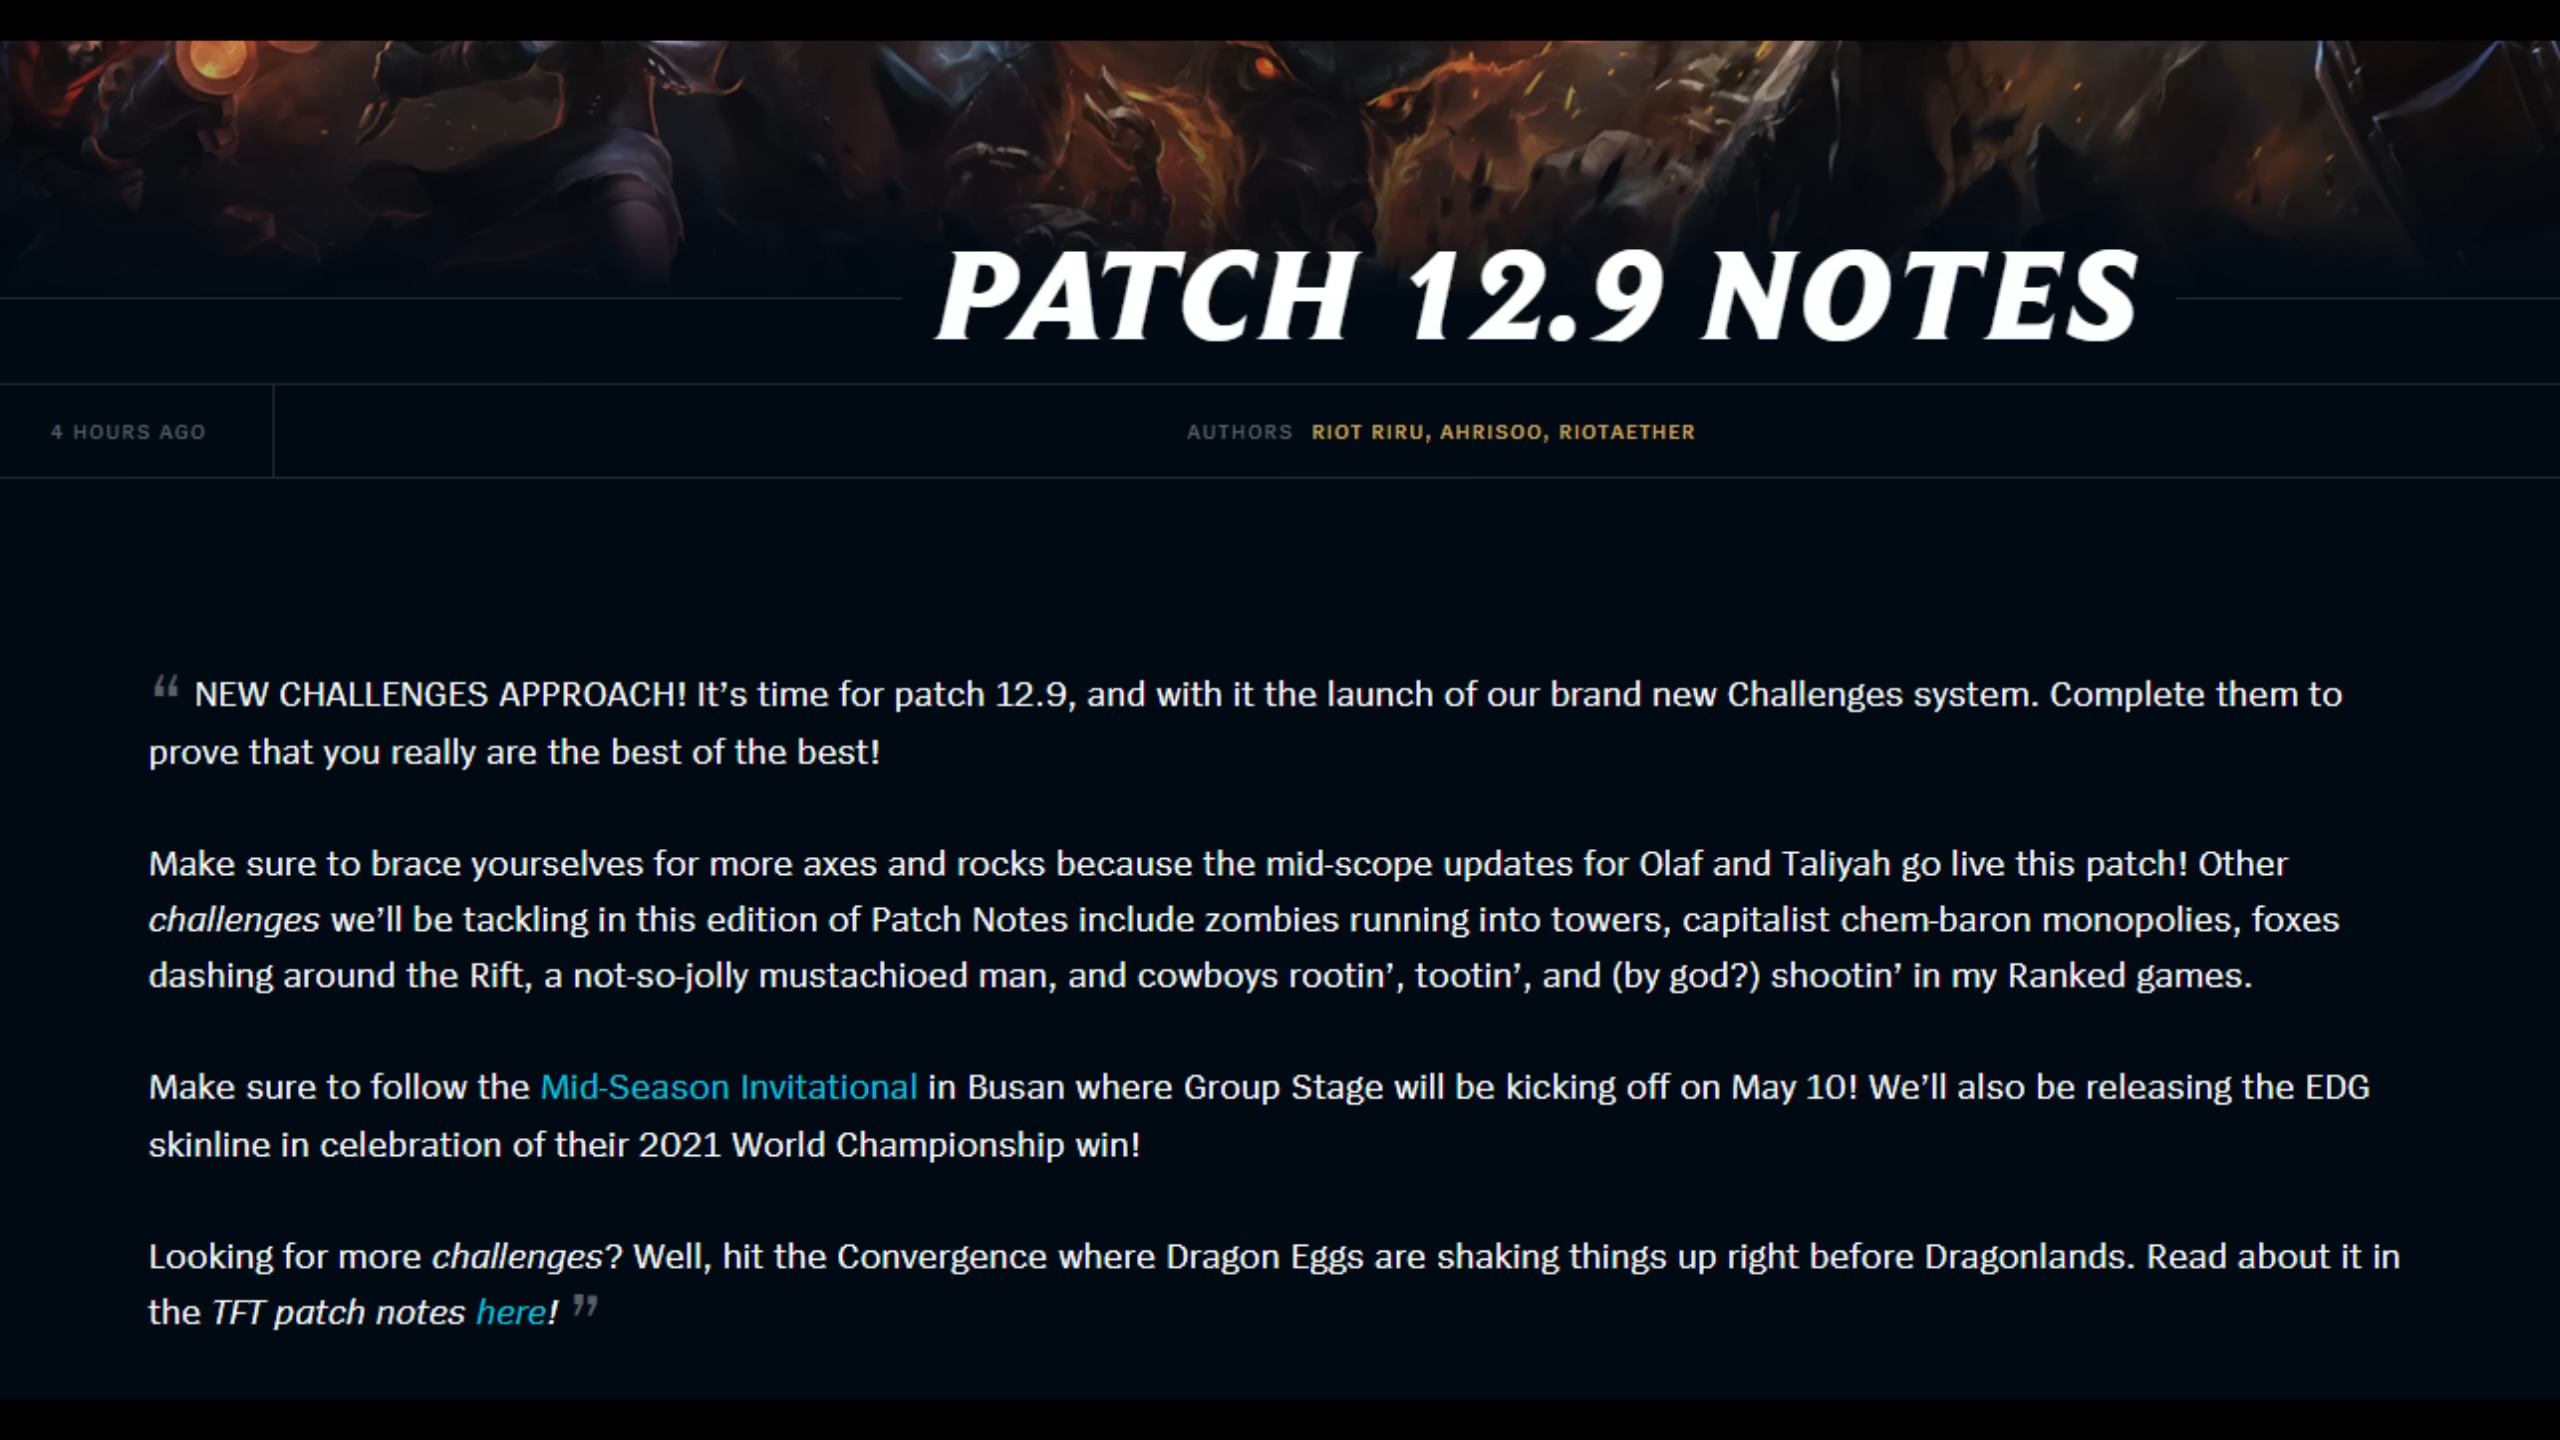 PATCH 12.9 NOTES
4 HOURS AGO
AUTHORS RIOT RIRU, AHRISOO, RIOTAETHER
“ NEW CHALLENGES APPROACH! It’s time for patch 12.9, and with it the launch of our brand new Challenges system. Complete them to
prove that you really are the best of the best!
Make sure to brace yourselves for more axes and rocks because the mid-scope updates for Olaf and Taliyah go live this patch! Other
challenges we’ll be tackling in this edition of Patch Notes include zombies running into towers, capitalist chem-baron monopolies, foxes
dashing around the Rift, a not-so-jolly mustachioed man, and cowboys rootin’, tootin’, and (by god?) shootin’ in my Ranked games.
Make sure to follow the Mid-Season Invitational in Busan where Group Stage will be kicking off on May 10! We’ll also be releasing the EDG
skinline in celebration of their 2021 World Championship win!
Looking for more challenges? Well, hit the Convergence where Dragon Eggs are shaking things up right before Dragonlands. Read about it in
the TFT patch notes here! ”